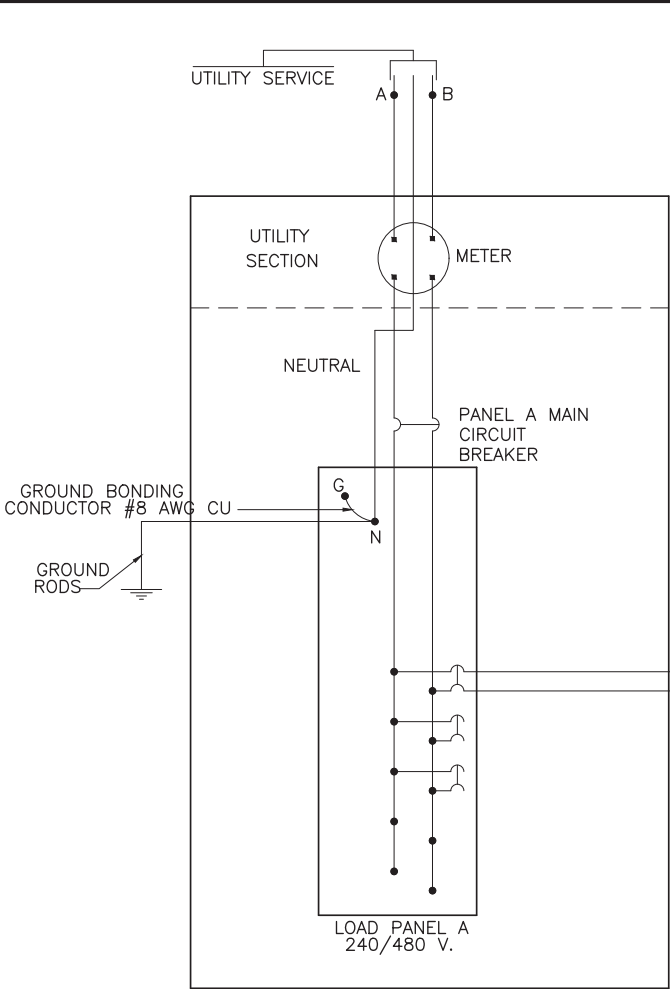 UTILITY SERVICE
A
B
UTILITY
SECTION
METER
NEUTRAL
PANEL A MAIN
CIRCUIT
BREAKER
G
GROUND BONDING
CONDUCTOR #8 AWG CU
N
GROUND
RODS
LOAD PANEL A
240/480 V.